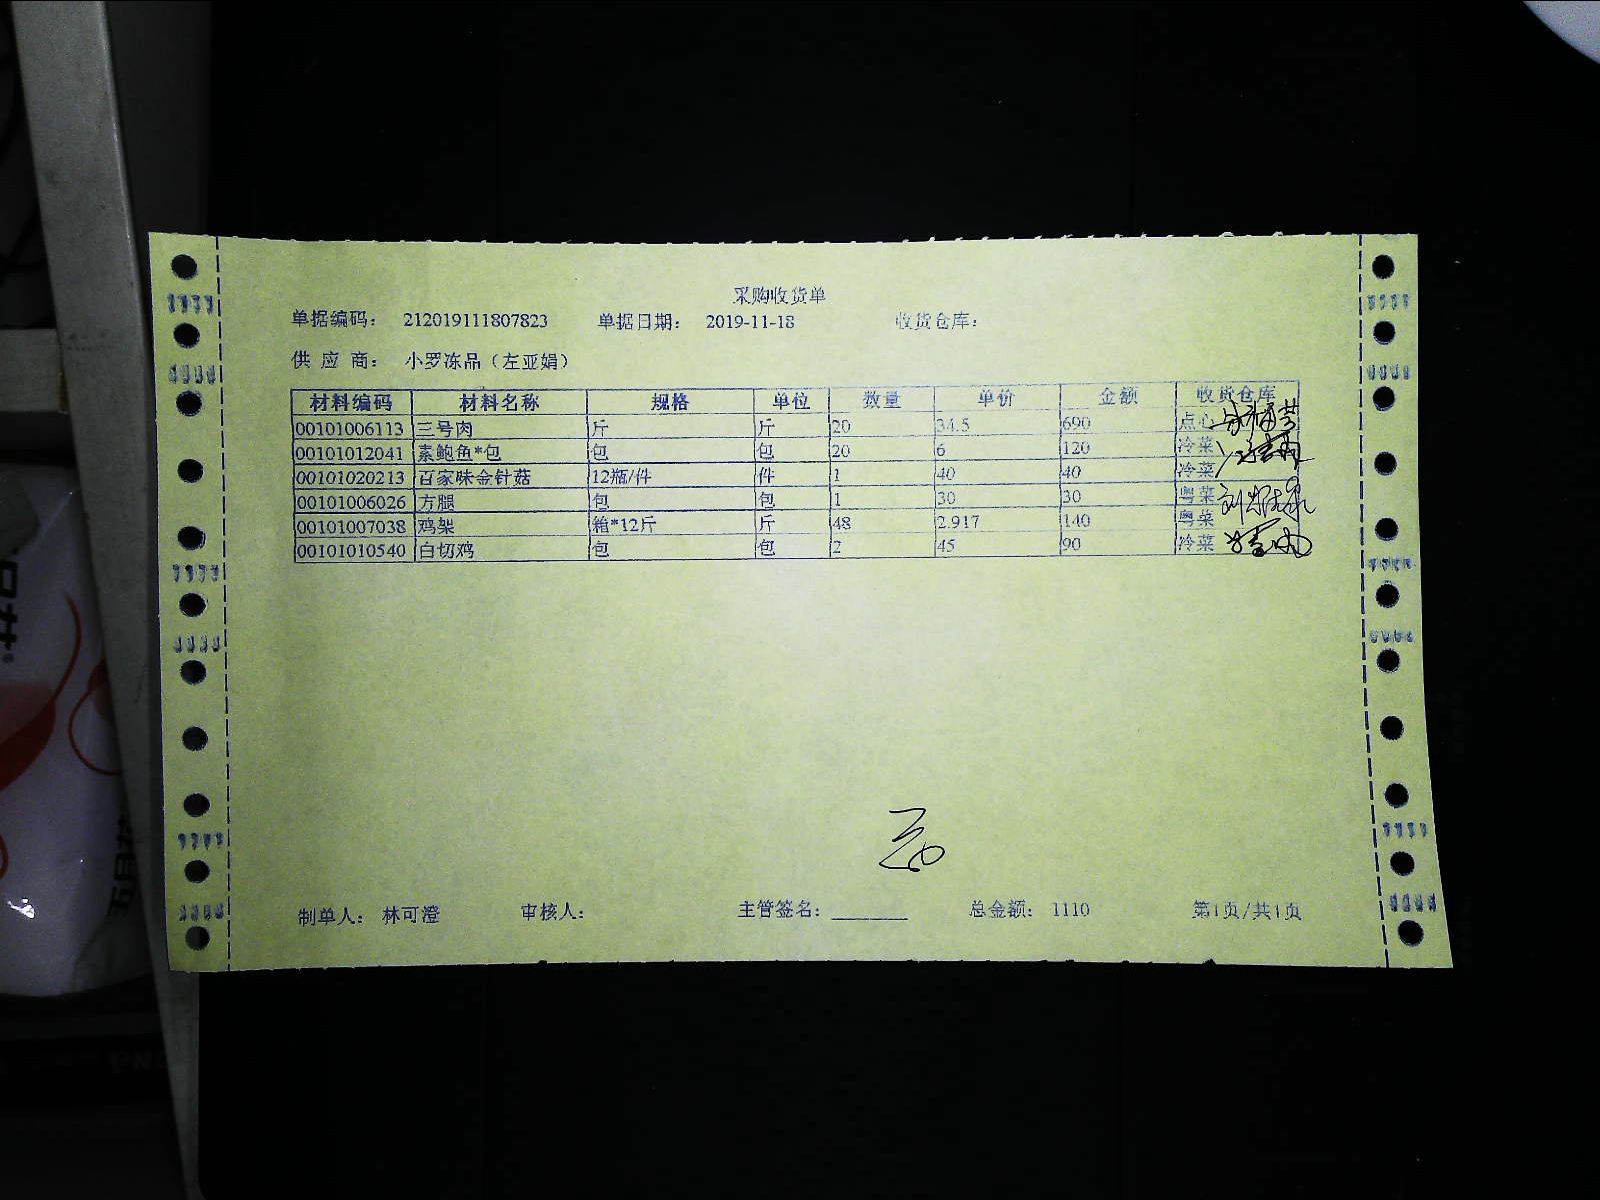 采购收货单
单据编码： 212019111807823 单据日期： 2019-11-18 收货仓库：
供 应 商： 小罗冻品（左亚娟）
材料编码 材料名称 规格 单位 数量 单价 金额 收货仓库
00101006113 三号肉 斤 斤 20 34.5 690 点心
00101012041 素鲍鱼*包 包 包 20 6 120 冷菜
00101020213 百家味金针菇 12瓶/件 件 1 40 40 冷菜
00101006026 方腿 包 包 1 30 30 粤菜
00101007038 鸡架 箱*12斤 斤 48 2.917 140 粤菜
00101010540 白切鸡 包 包 2 45 90 冷菜
制单人： 林可澄 审核人： 主管签名： 总金额： 1110 第1页/共1页